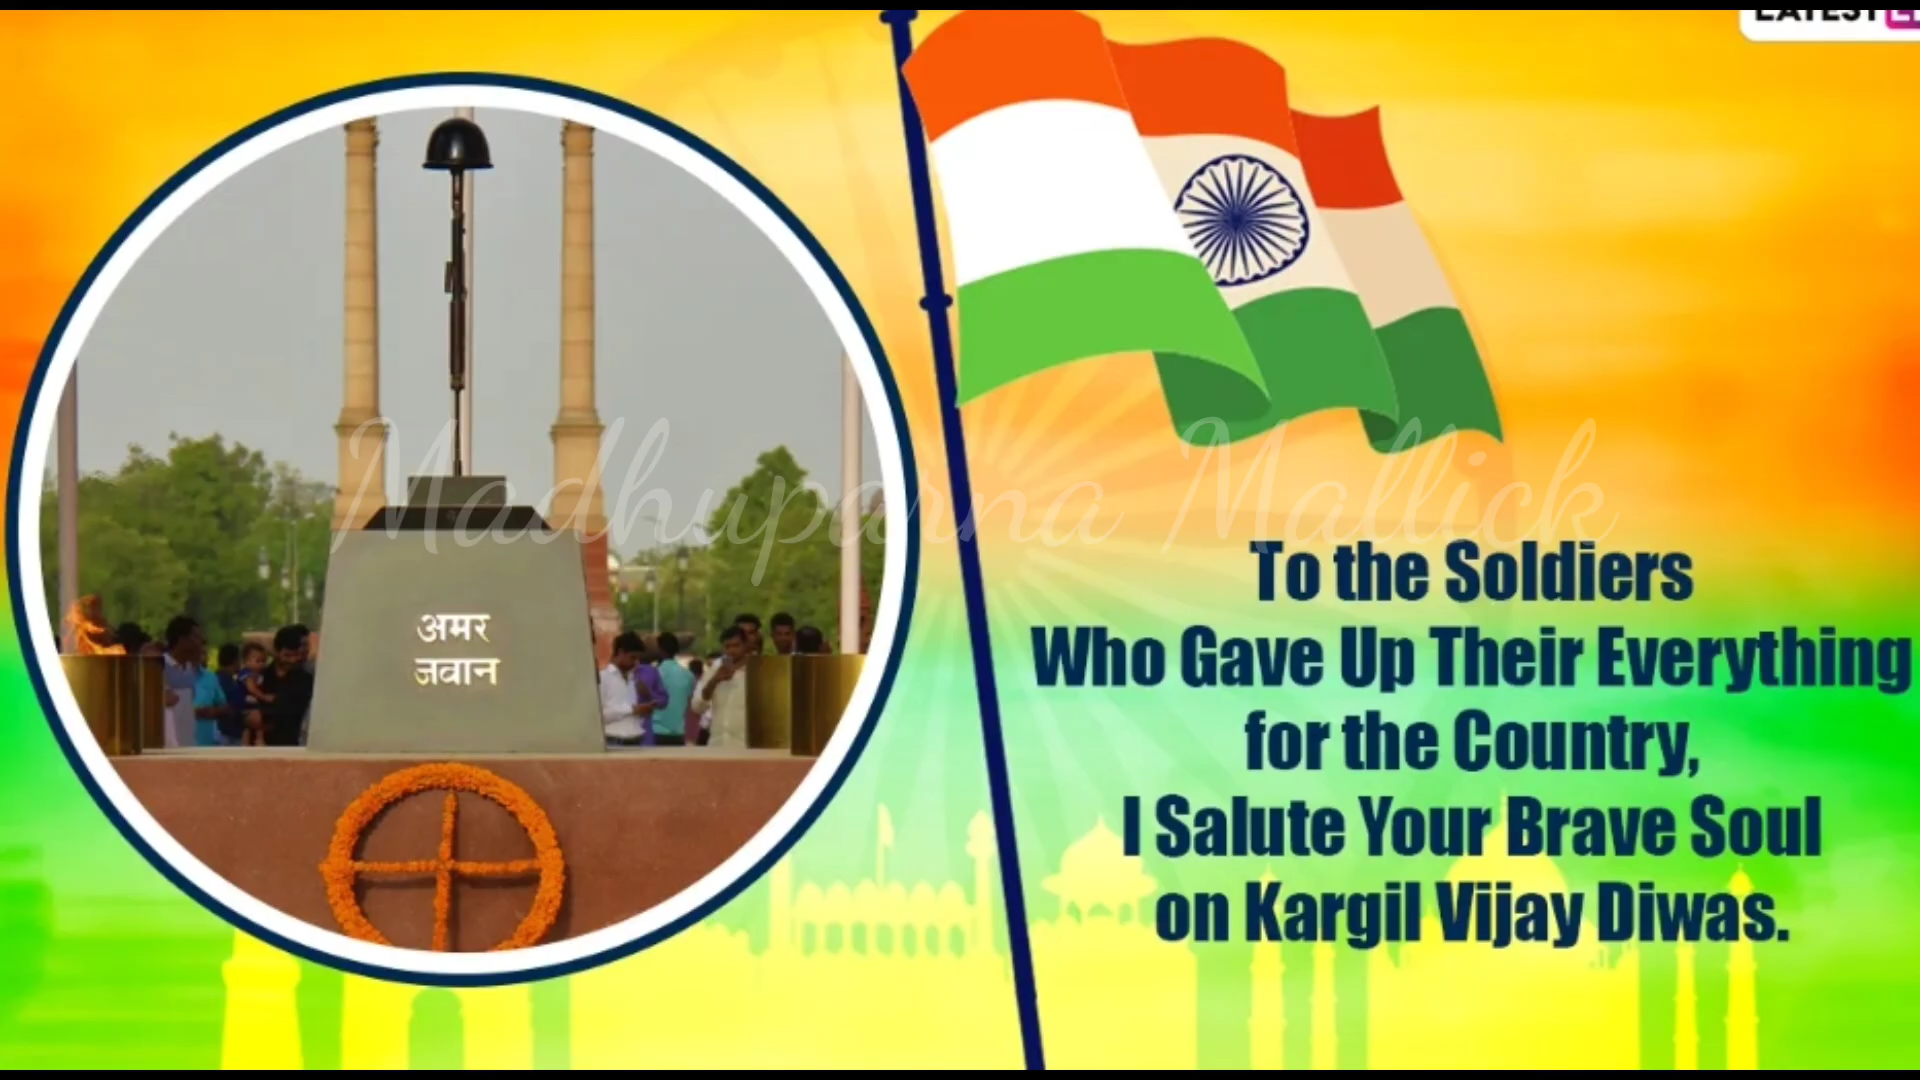 LATEST
अमर
जवान
Madhuparna Mallick
To the Soldiers
Who Gave Up Their Everything
for the Country,
I Salute Your Brave Soul
on Kargil Vijay Diwas.